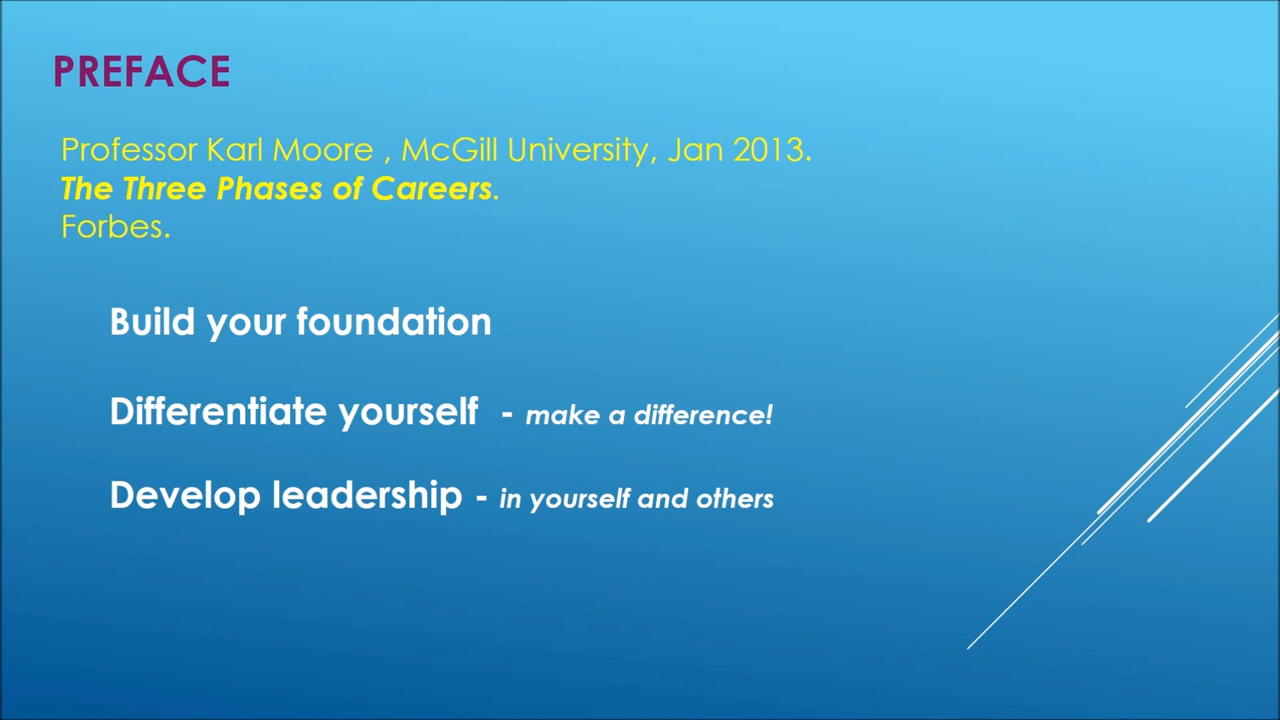 PREFACE
Professor Karl Moore , McGill University, Jan 2013.
The Three Phases of Careers.
Forbes.
Build your foundation
Differentiate yourself - make a difference!
Develop leadership - in yourself and others